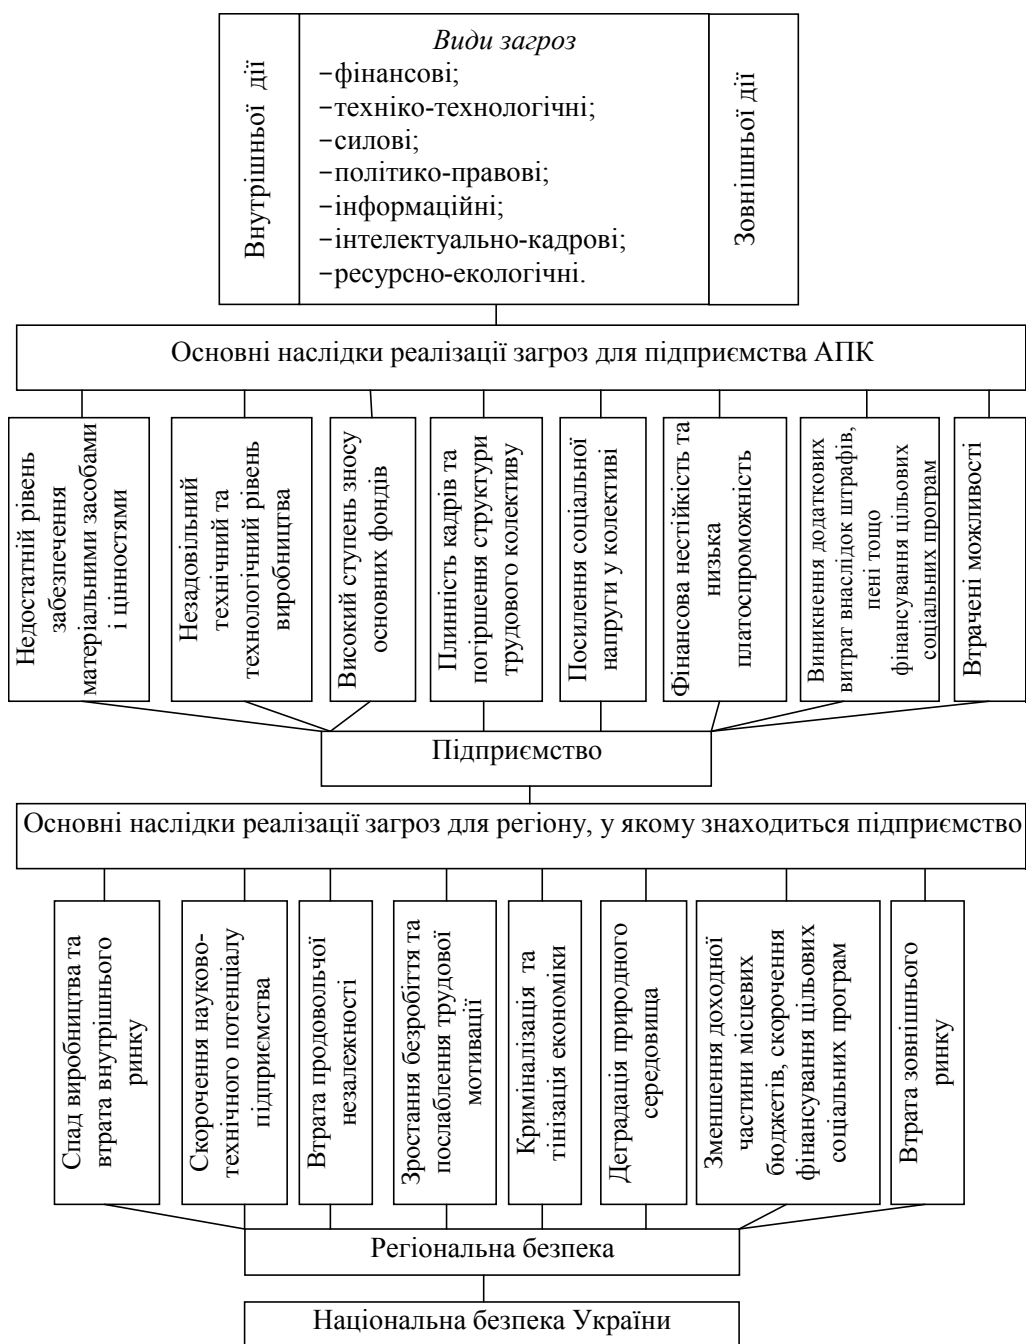 Внутрішньої дії
Види загроз
−фінансові;
−техніко-технологічні;
−силові;
−політико-правові;
−інформаційні;
−інтелектуально-кадрові;
−ресурсно-екологічні.
Зовнішньої дії
Основні наслідки реалізації загроз для підприємства АПК
Недостатній рівень
забезпечення
матеріальними засобами
і цінностями
Незадовільний
технічний та
технологічний рівень
виробництва
Високий ступень зносу
основних фондів
Плинність кадрів та
погіршення структури
трудового колективу
Посилення соціальної
напруги у колективі
Фінансова нестійкість та
низька
платоспроможність
Виникнення додаткових
витрат внаслідок штрафів,
пені тощо
фінансування цільових
соціальних програм
Втрачені можливості
Підприємство
Основні наслідки реалізації загроз для регіону, у якому знаходиться підприємство
Спад виробництва та
втрата внутрішнього
ринку
Скорочення науково-
технічного потенціалу
підприємства
Втрата продовольчої
незалежності
Зростання безробіття та
послаблення трудової
мотивації
Криміналізація та
тінізація економіки
Деградація природного
середовища
Зменшення доходної
частини місцевих
бюджетів, скорочення
фінансування цільових
соціальних програм
Втрата зовнішнього
ринку
Регіональна безпека
Національна безпека України